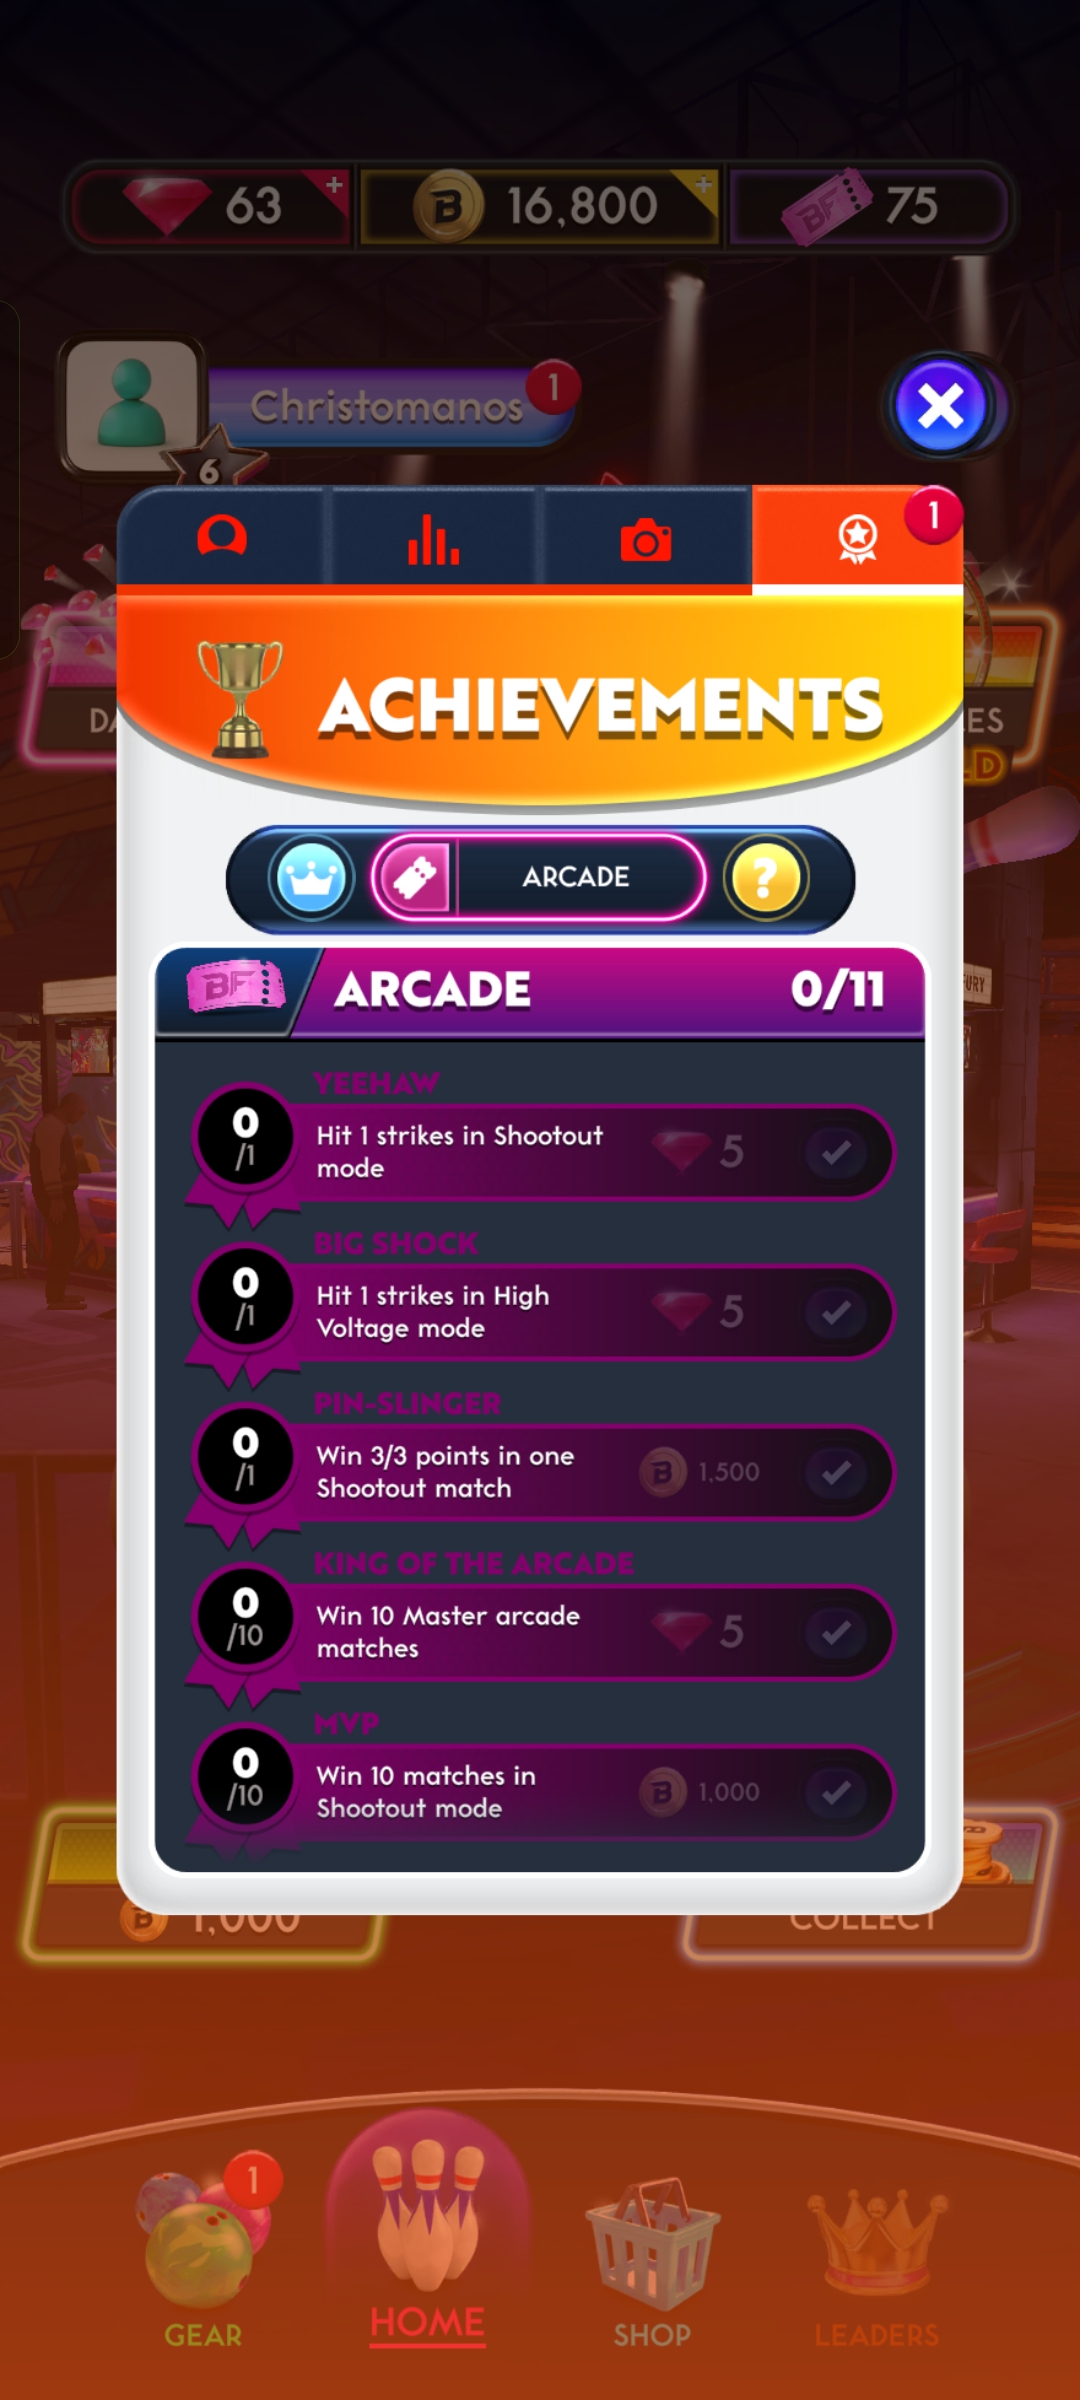 63
16,800
75
Christomanos
1
6
1
ACHIEVEMENTS
ARCADE
?
BF
ARCADE
0/11
YEEHAW
0
/1
Hit 1 strikes in Shootout
mode
5
BIG SHOCK
0
/1
Hit 1 strikes in High
Voltage mode
5
PIN-SLINGER
0
/1
Win 3/3 points in one
Shootout match
1,500
KING OF THE ARCADE
0
/10
Win 10 Master arcade
matches
5
MVP
0
/10
Win 10 matches in
Shootout mode
1,000
1,000
COLLECT
1
GEAR
HOME
SHOP
LEADERS